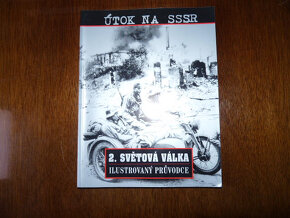 ÚTOK NA SSSR
2. SVĚTOVÁ VÁLKA
ILUSTROVANÝ PRŮVODCE